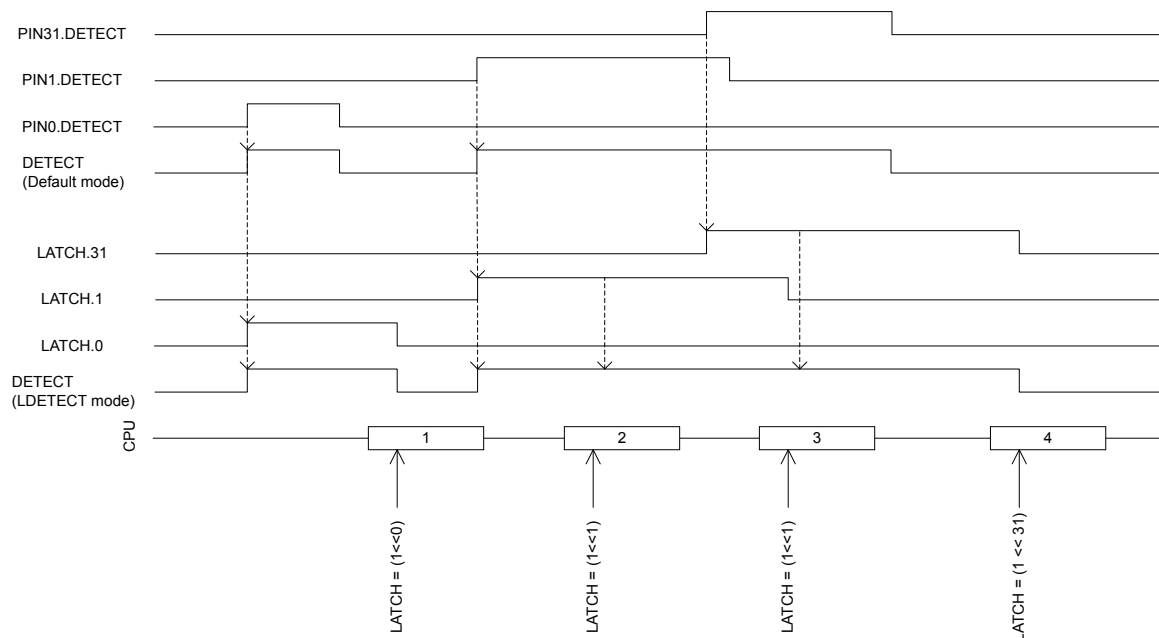 PIN31.DETECT
PIN1.DETECT
PIN0.DETECT
DETECT
(Default mode)
LATCH.31
LATCH.1
LATCH.0
DETECT
(LDETECT mode)
CPU
1
2
3
4
LATCH = (1<<0)
LATCH = (1<<1)
LATCH = (1<<1)
LATCH = (1 << 31)